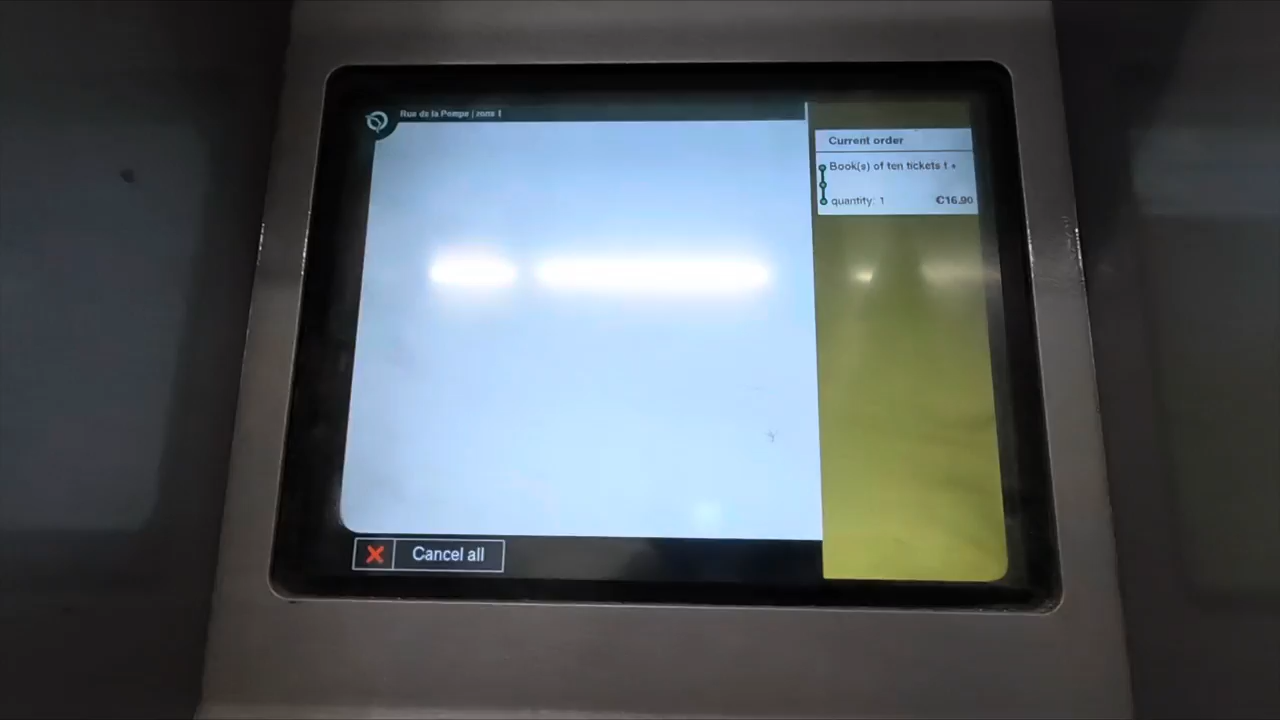 Rue de la Pompe | zone 1
Current order
Book(s) of ten tickets t +
quantity: 1 €16.90
Cancel all